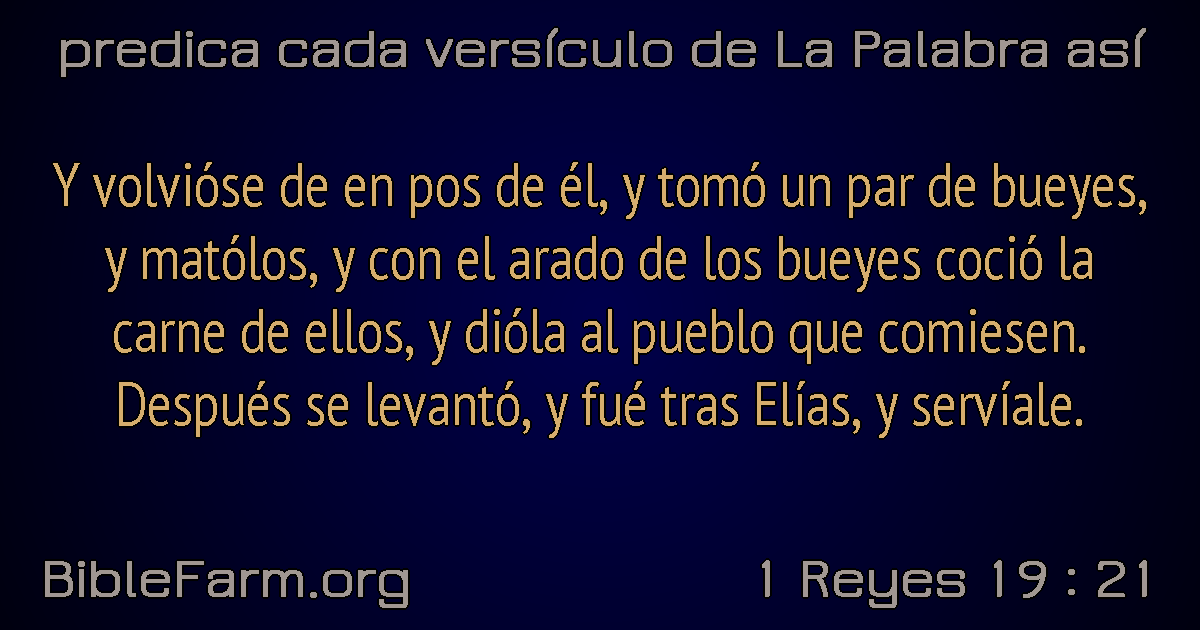 predica cada versículo de La Palabra así
Y volvióse de en pos de él, y tomó un par de bueyes,
y matólos, y con el arado de los bueyes coció la
carne de ellos, y dióla al pueblo que comiesen.
Después se levantó, y fué tras Elías, y servíale.
BibleFarm.org
1 Reyes 19 : 21